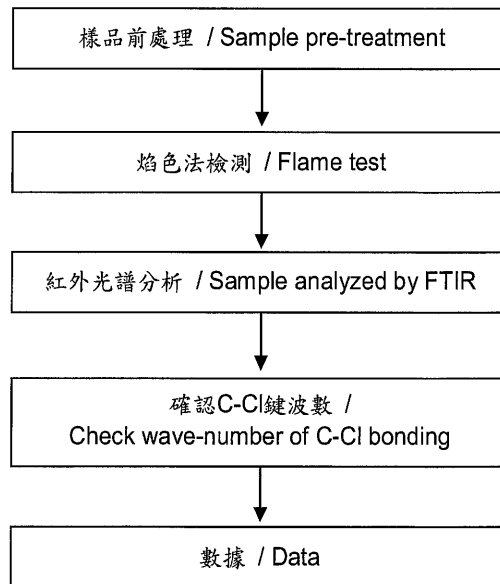 樣品前處理 / Sample pre-treatment
焰色法檢測 / Flame test
紅外光譜分析 / Sample analyzed by FTIR
確認C-Cl鍵波數 /
Check wave-number of C-Cl bonding
數據 / Data